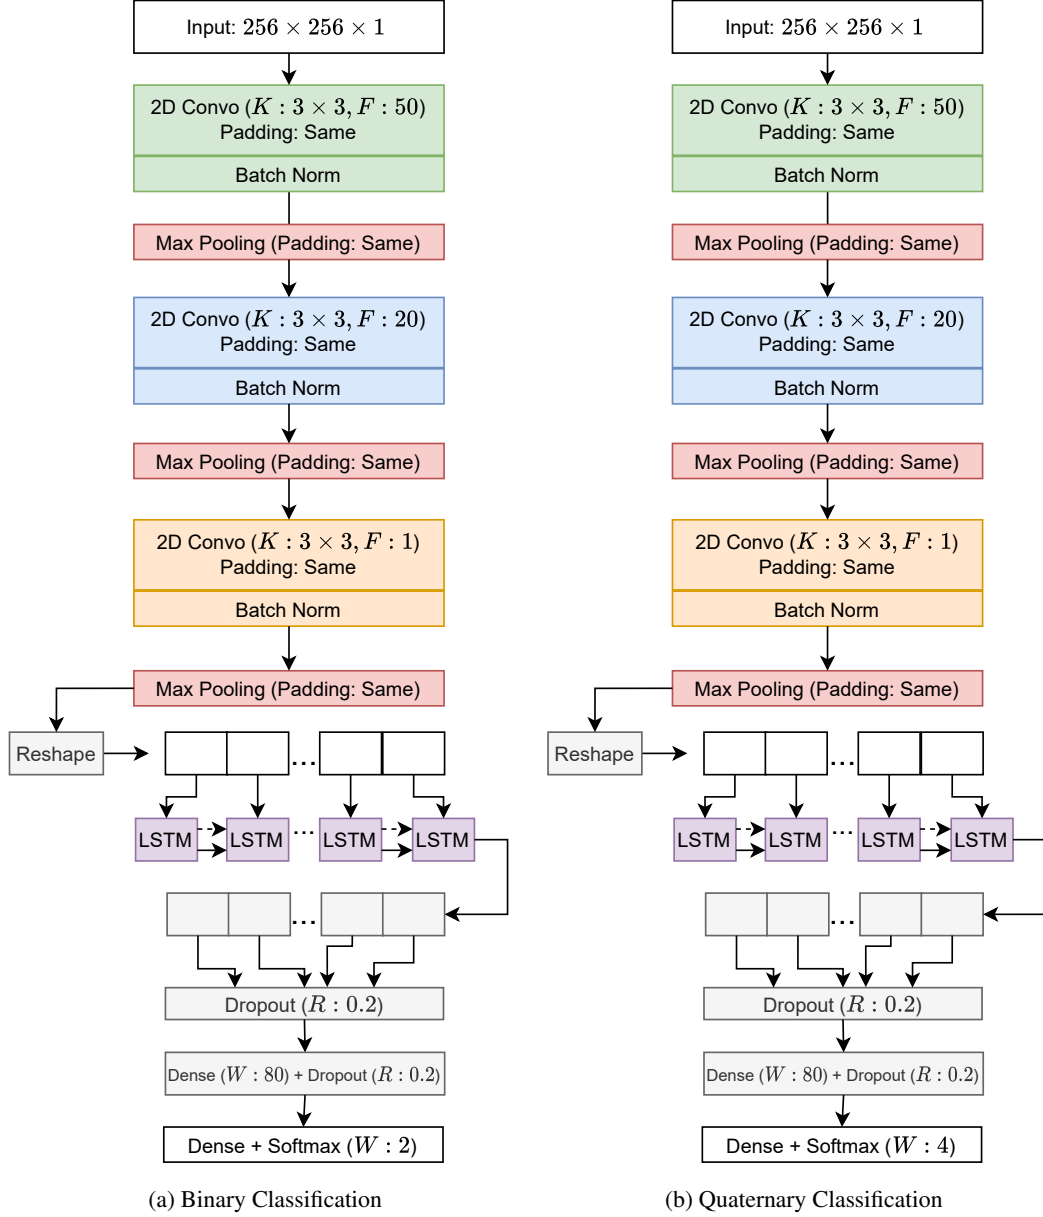 Input: 256 × 256 × 1
2D Convo (K : 3 × 3, F : 50)
Padding: Same
Batch Norm
Max Pooling (Padding: Same)
2D Convo (K : 3 × 3, F : 20)
Padding: Same
Batch Norm
Max Pooling (Padding: Same)
2D Convo (K : 3 × 3, F : 1)
Padding: Same
Batch Norm
Max Pooling (Padding: Same)
Reshape
...
LSTM
LSTM
...
LSTM
LSTM
...
Dropout (R : 0.2)
Dense (W : 80) + Dropout (R : 0.2)
Dense + Softmax (W : 2)
(a) Binary Classification
Input: 256 × 256 × 1
2D Convo (K : 3 × 3, F : 50)
Padding: Same
Batch Norm
Max Pooling (Padding: Same)
2D Convo (K : 3 × 3, F : 20)
Padding: Same
Batch Norm
Max Pooling (Padding: Same)
2D Convo (K : 3 × 3, F : 1)
Padding: Same
Batch Norm
Max Pooling (Padding: Same)
Reshape
...
LSTM
LSTM
...
LSTM
LSTM
...
Dropout (R : 0.2)
Dense (W : 80) + Dropout (R : 0.2)
Dense + Softmax (W : 4)
(b) Quaternary Classification